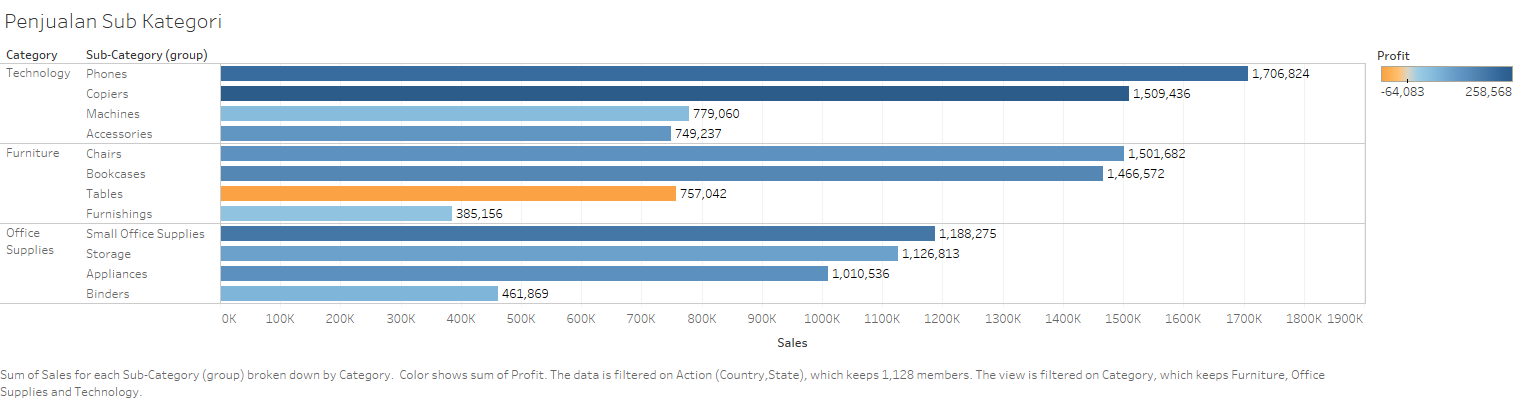 Penjualan Sub Kategori
Category Sub-Category (group)
Technology Phones 1,706,824
Copiers 1,509,436
Machines 779,060
Accessories 749,237
Furniture Chairs 1,501,682
Bookcases 1,466,572
Tables 757,042
Furnishings 385,156
Office Supplies Small Office Supplies 1,188,275
Storage 1,126,813
Appliances 1,010,536
Binders 461,869
0K 100K 200K 300K 400K 500K 600K 700K 800K 900K 1000K 1100K 1200K 1300K 1400K 1500K 1600K 1700K 1800K 1900K
Sales
Profit
-64,083 258,568
Sum of Sales for each Sub-Category (group) broken down by Category. Color shows sum of Profit. The data is filtered on Action (Country,State), which keeps 1,128 members. The view is filtered on Category, which keeps Furniture, Office
Supplies and Technology.